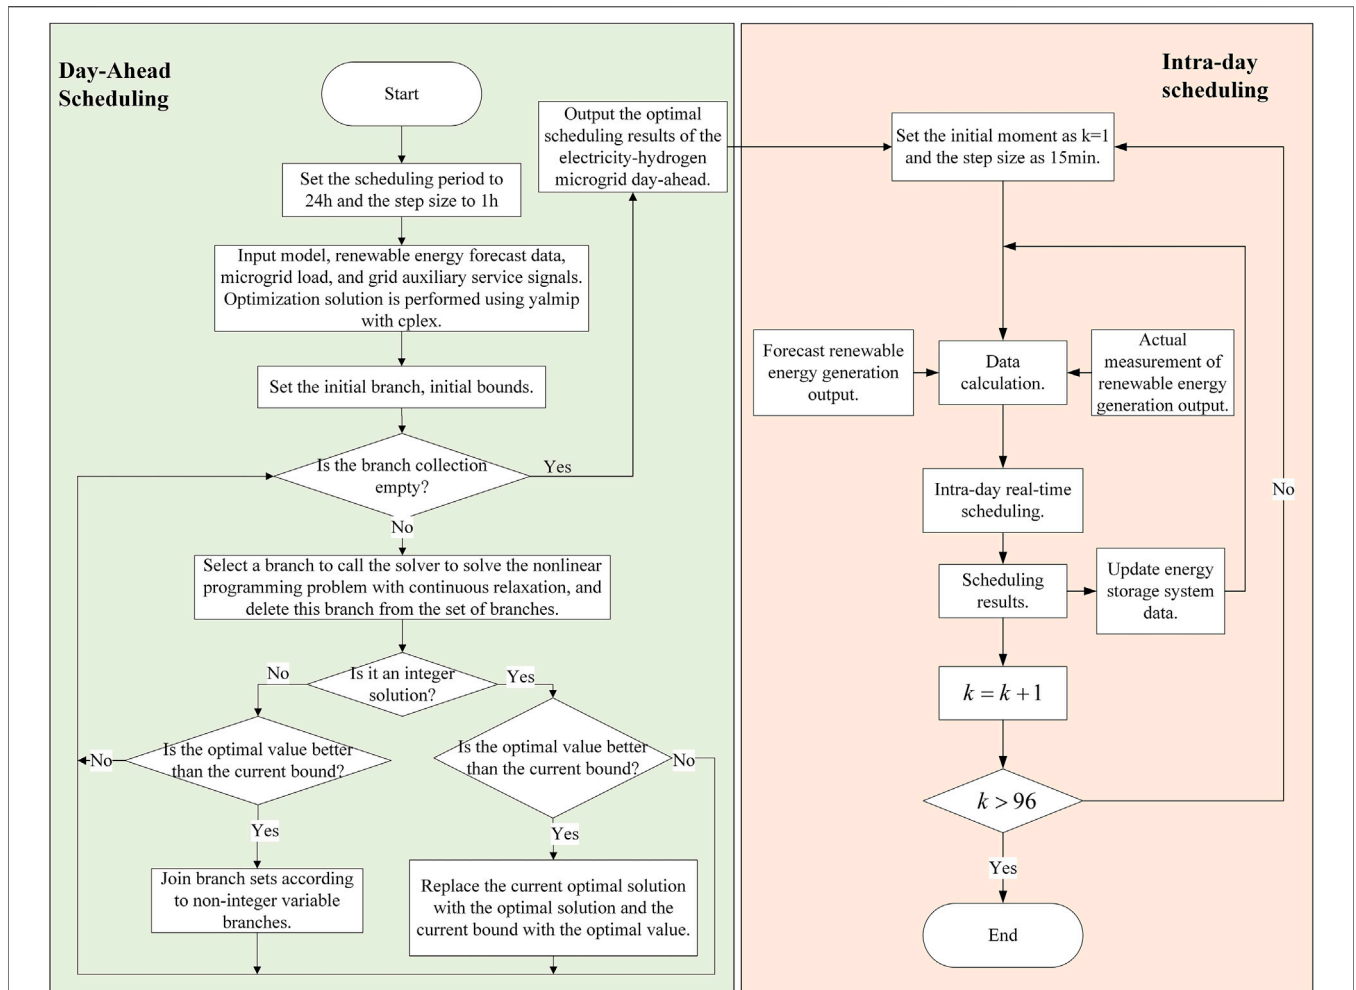 Day-Ahead
Scheduling
Start
Set the scheduling period to
24h and the step size to 1h
Input model, renewable energy forecast data,
microgrid load, and grid auxiliary service signals.
Optimization solution is performed using yalmip
with cplex.
Set the initial branch, initial bounds.
Is the branch collection
empty?
Yes
No
Output the optimal
scheduling results of the
electricity-hydrogen
microgrid day-ahead.
Select a branch to call the solver to solve the nonlinear
programming problem with continuous relaxation, and
delete this branch from the set of branches.
Is it an integer
solution?
No
Yes
Is the optimal value better
than the current bound?
No
Yes
Join branch sets according
to non-integer variable
branches.
Is the optimal value better
than the current bound?
No
Yes
Replace the current optimal solution
with the optimal solution and the
current bound with the optimal value.
Intra-day
scheduling
Set the initial moment as k=1
and the step size as 15min.
Forecast renewable
energy generation
output.
Data
calculation.
Actual
measurement of
renewable energy
generation output.
Intra-day real-time
scheduling.
Scheduling
results.
Update energy
storage system
data.
k = k + 1
k > 96
No
Yes
End